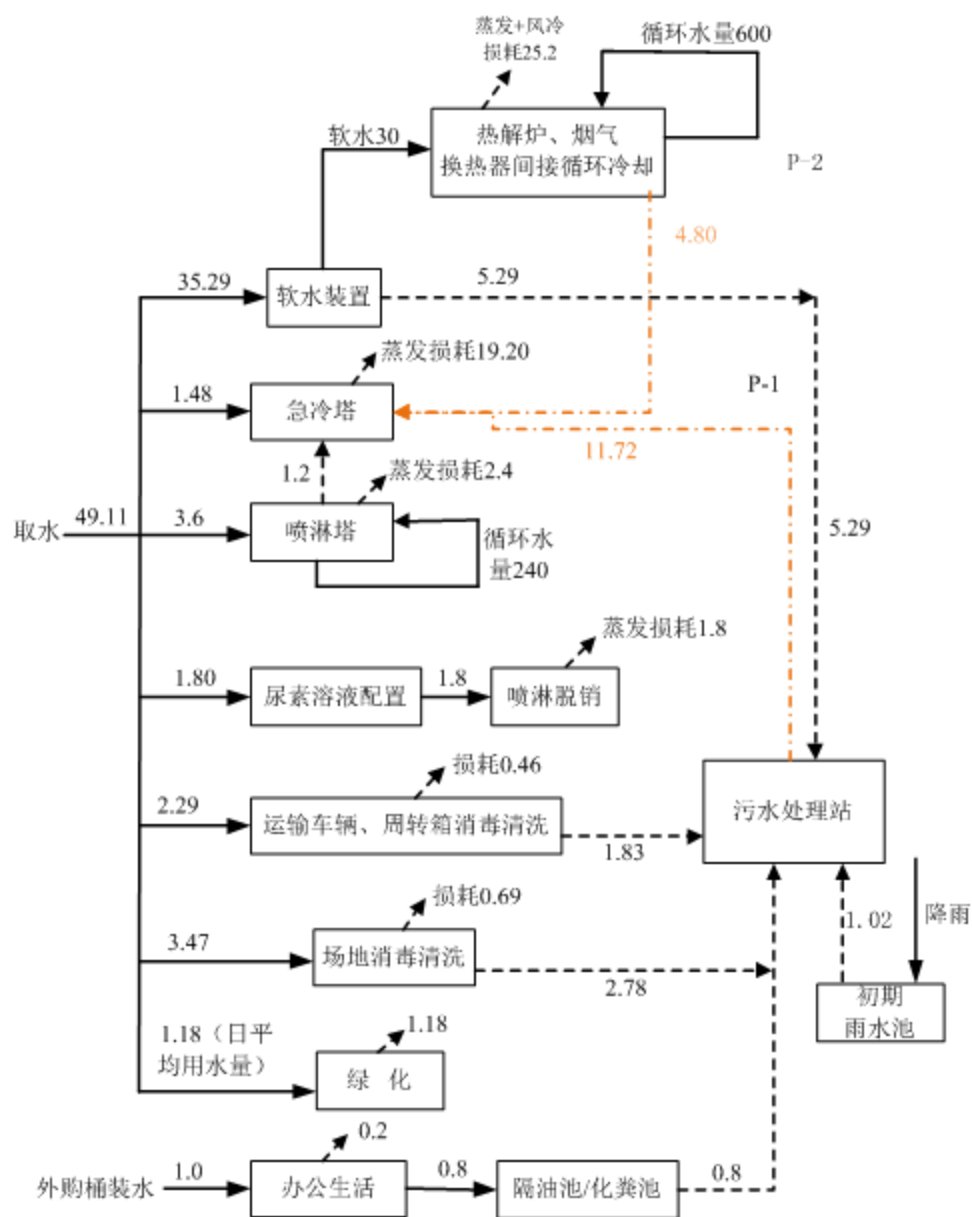 蒸发+风冷
损耗25.2
循环水量600
软水30
热解炉、烟气
换热器间接循环冷却
P-2
4.80
35.29
软水装置
5.29
蒸发损耗19.20
P-1
1.48
急冷塔
11.72
1.2
蒸发损耗2.4
取水
49.11
3.6
喷淋塔
循环水
量240
5.29
蒸发损耗1.8
1.80
尿素溶液配置
1.8
喷淋脱销
损耗0.46
2.29
运输车辆、周转箱消毒清洗
1.83
污水处理站
损耗0.69
3.47
场地消毒清洗
2.78
1.02
降雨
初期
雨水池
1.18（日平
均用水量）
1.18
绿 化
0.2
外购桶装水
1.0
办公生活
0.8
隔油池/化粪池
0.8